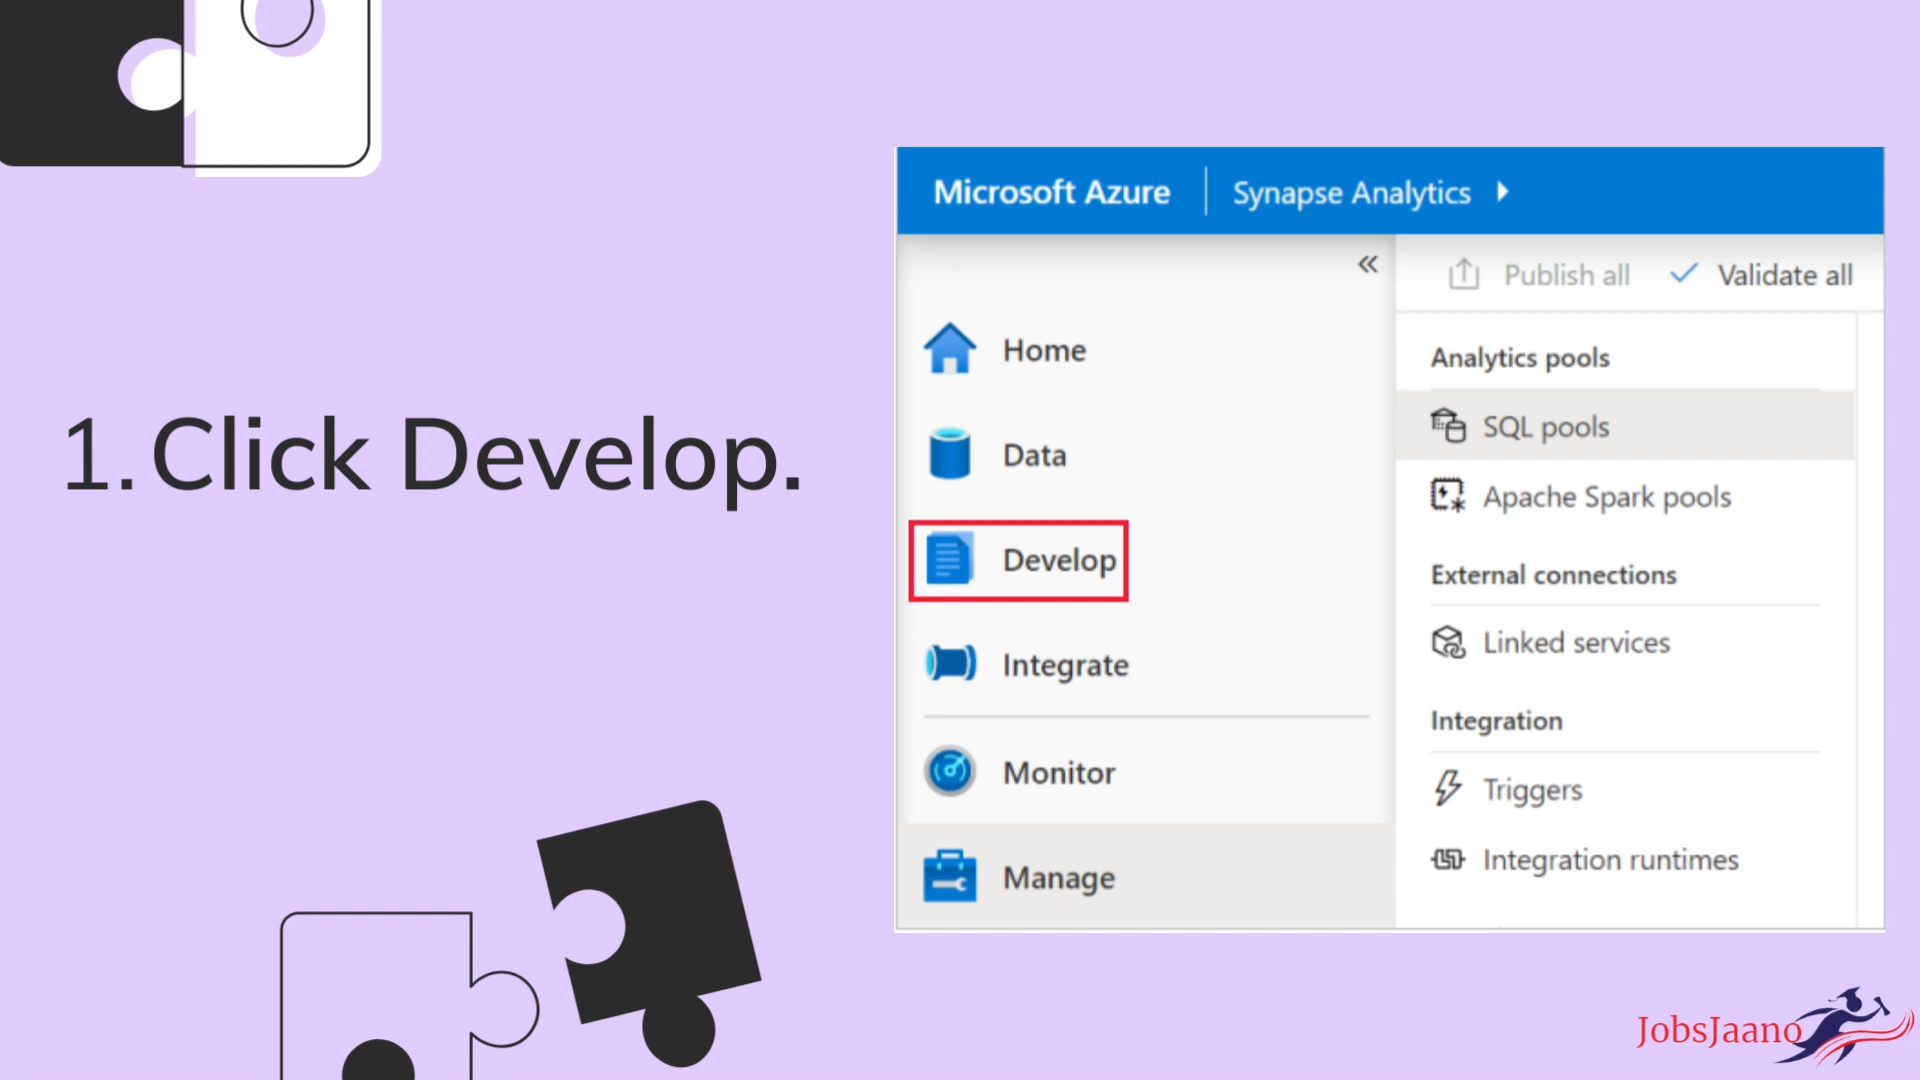 1. Click Develop.
Microsoft Azure
Synapse Analytics
Publish all
Validate all
Home
Data
Develop
Integrate
Monitor
Manage
Analytics pools
SQL pools
Apache Spark pools
External connections
Linked services
Integration
Triggers
Integration runtimes
JobsJaano